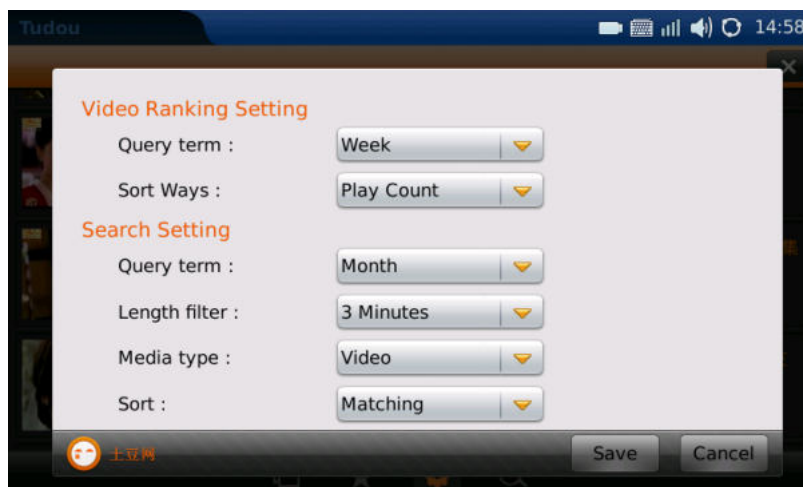 Tudou
14:58
Video Ranking Setting
Query term :
Week
Sort Ways :
Play Count
Search Setting
Query term :
Month
Length filter :
3 Minutes
Media type :
Video
Sort :
Matching
土豆网
Save
Cancel